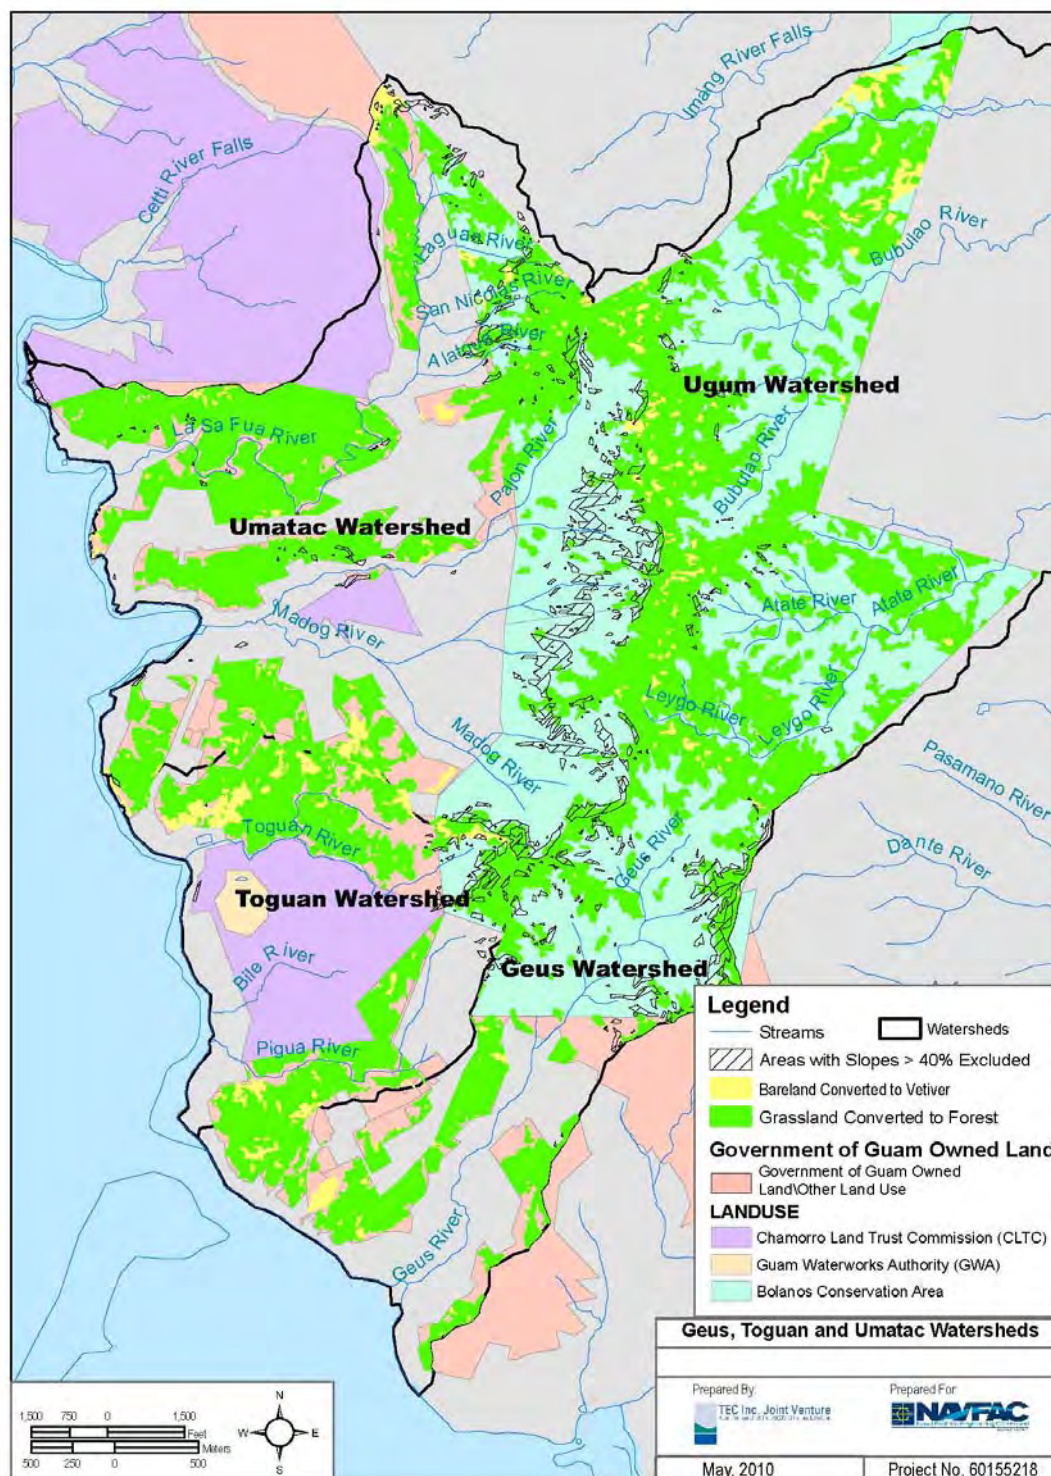 Imang River Falls
Cetti River Falls
Bubulao River
Laguas River
San Nicolas River
Alatgue River
Ugum Watershed
La Sa Fua River
Pajon River
Bubulao River
Umatac Watershed
Atate River
Atate River
Madog River
Leygo River
Leygo River
Madog River
Pasamano River
Toguan River
Geus River
Dante River
Toguan Watershed
Bile River
Geus Watershed
Pigua River
Geus River
Legend
Streams
Watersheds
Areas with Slopes > 40% Excluded
Bareland Converted to Vetiver
Grassland Converted to Forest
Government of Guam Owned Land
Government of Guam Owned
Land\Other Land Use
LANDUSE
Chamorro Land Trust Commission (CLTC)
Guam Waterworks Authority (GWA)
Bolanos Conservation Area
Geus, Toguan and Umatac Watersheds
Prepared By:
TEC Inc. Joint Venture
Prepared For:
NAVFAC
May, 2010
Project No. 60155218
N
W
E
S
1,500 750 0 1,500
Feet
Meters
500 250 0 500